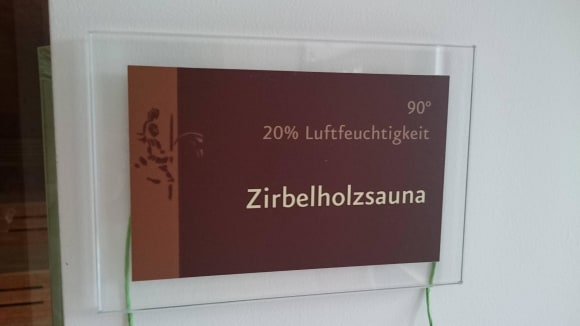 90°
20% Luftfeuchtigkeit
Zirbelholzsauna